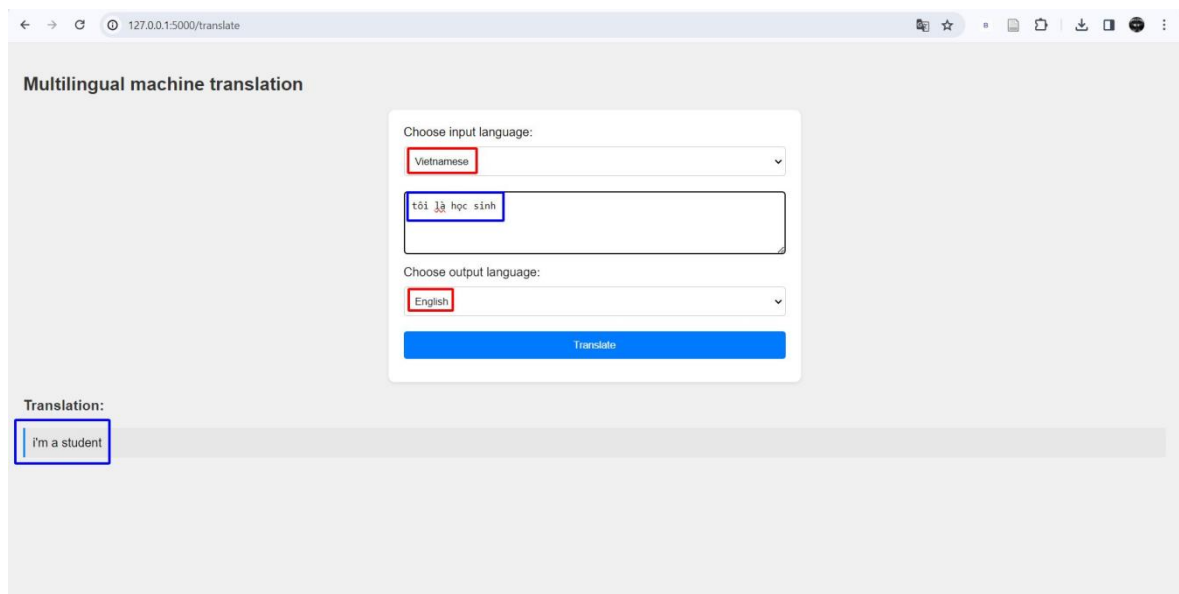 127.0.0.1:5000/translate
Multilingual machine translation
Choose input language:
Vietnamese
tôi là học sinh
Choose output language:
English
Translate
Translation:
i'm a student